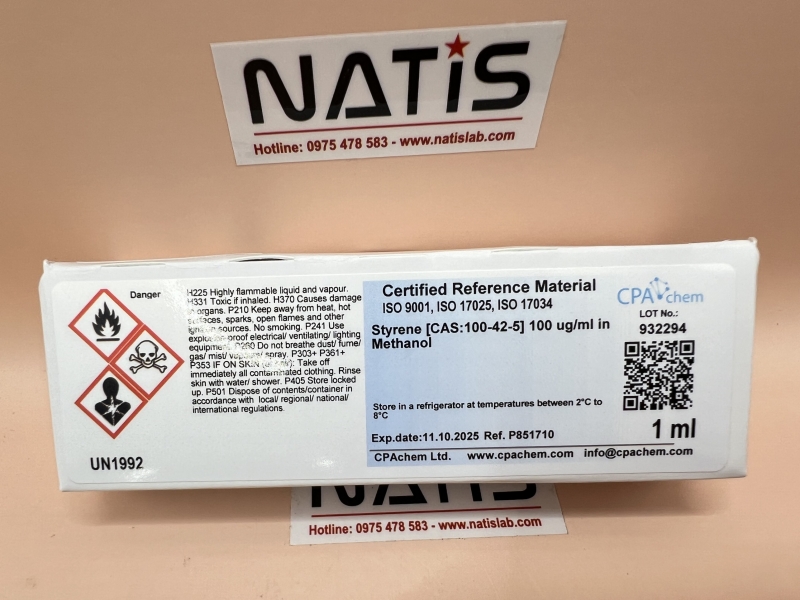 NATiS
Hotline: 0975 478 583 - www.natislab.com
Danger
H225 Highly flammable liquid and vapour.
H331 Toxic if inhaled. H370 Causes damage
organs. P210 Keep away from heat, hot
surfaces, sparks, open flames and other
sources. No smoking. P241 Use
explosion-proof electrical/ ventilating/ lighting
equipment. P260 Do not breathe dust/ fume/
gas/ mist/ vapours/ spray. P303+ P361+
P353 IF ON SKIN Take off
immediately all contaminated clothing. Rinse
skin with water/ shower. P405 Store locked
up. P501 Dispose of contents/container in
accordance with local/ regional/ national/
international regulations.
UN1992
Certified Reference Material
ISO 9001, ISO 17025, ISO 17034
Styrene [CAS:100-42-5] 100 ug/ml in
Methanol
Store in a refrigerator at temperatures between 2°C to
8°C
Exp.date:11.10.2025 Ref. P851710
CPAchem Ltd. www.cpachem.com info@cpachem.com
CPAchem
LOT No.:
932294
1 ml
NATIS
Hotline: 0975 478 583 - www.natislab.com